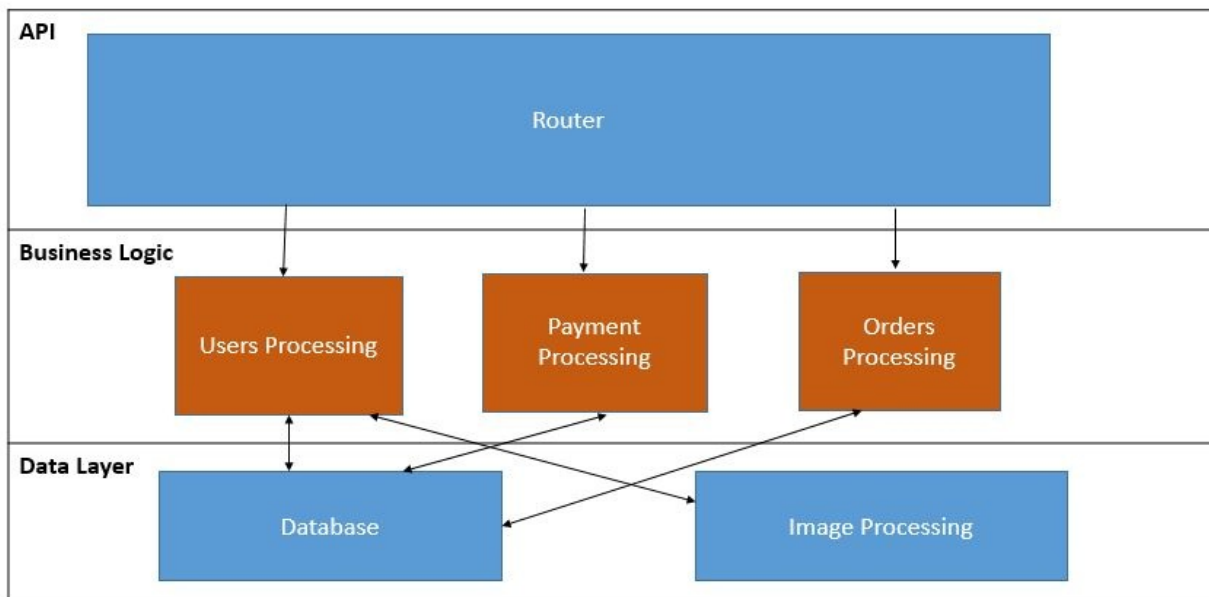 API
Router
Business Logic
Users Processing
Payment
Processing
Orders
Processing
Data Layer
Database
Image Processing